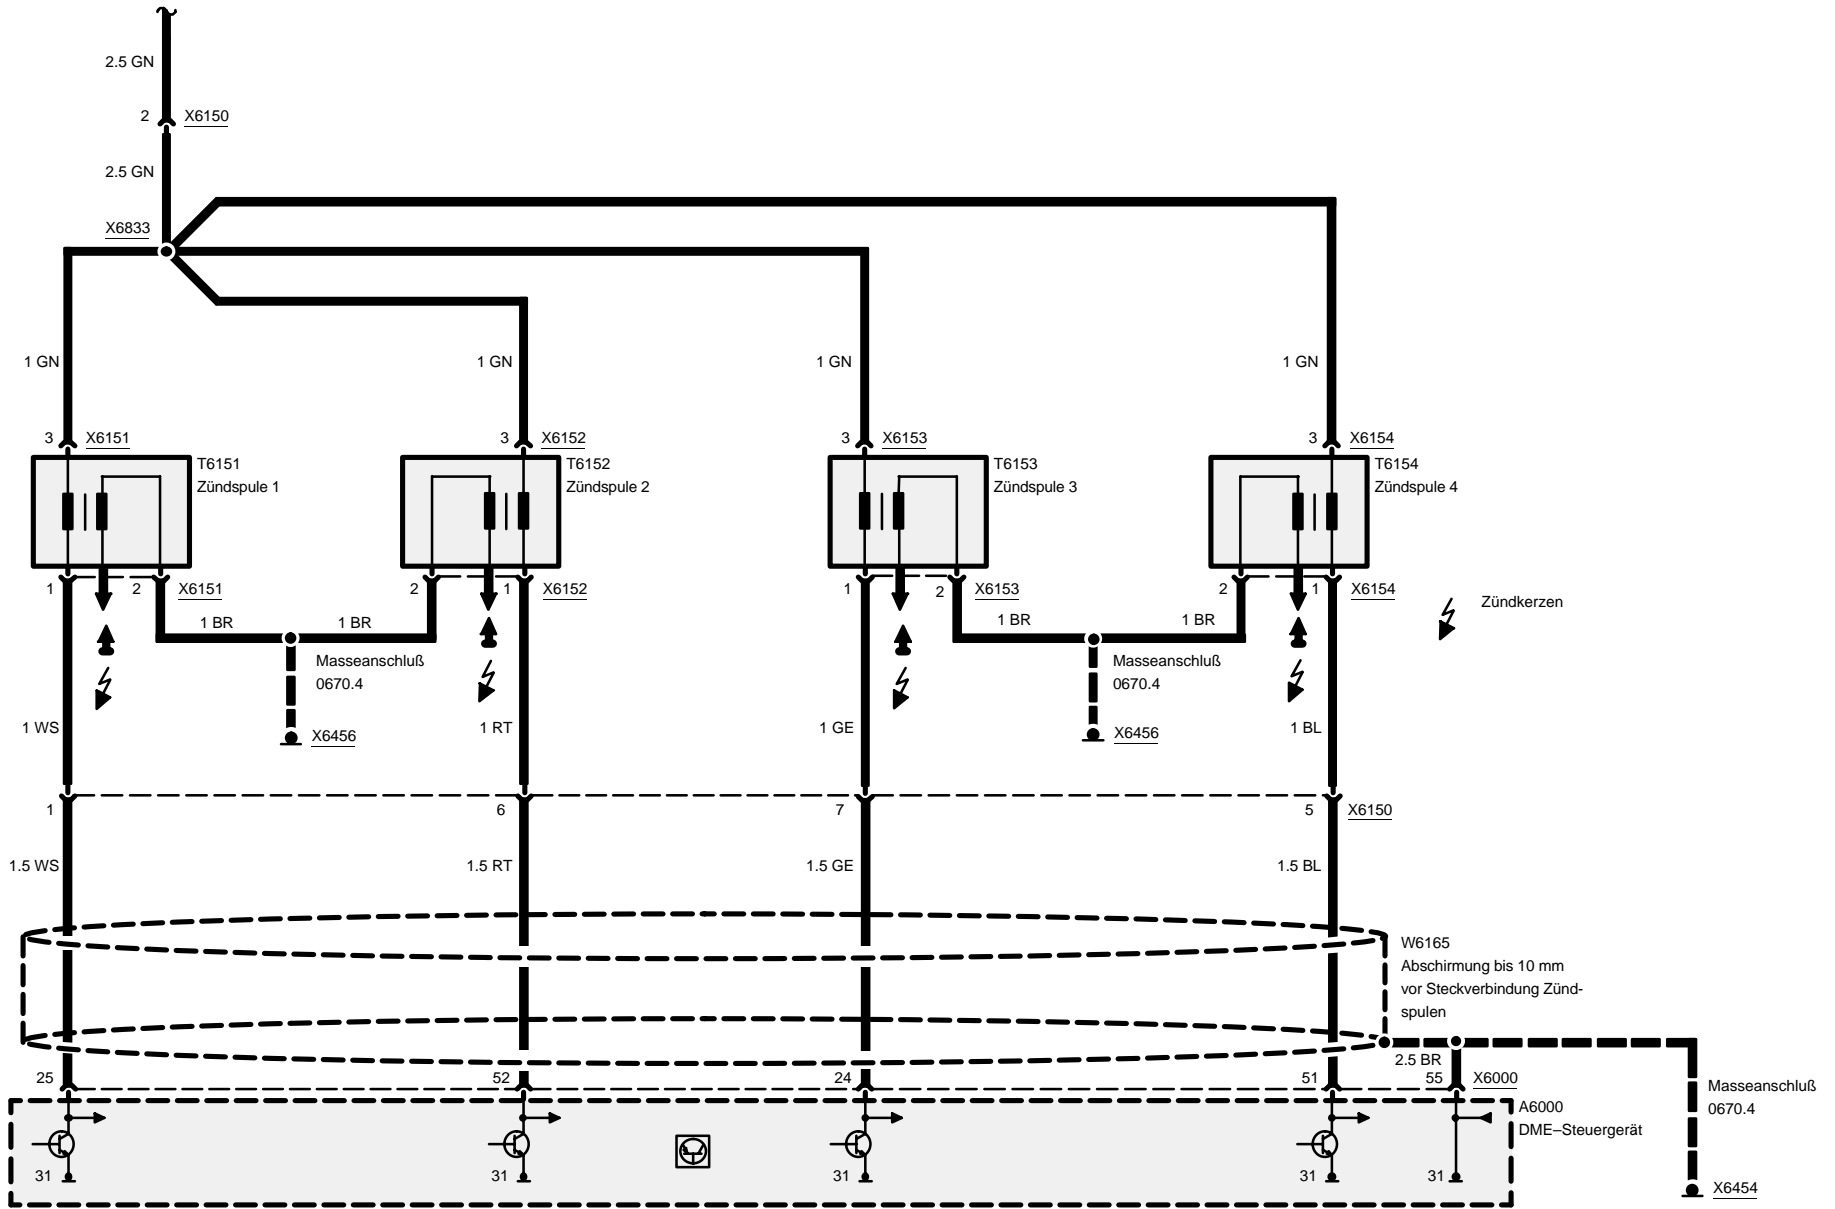 2.5 GN
2 X6150
2.5 GN
X6833
1 GN 1 GN 1 GN 1 GN
3 X6151 3 X6152 3 X6153 3 X6154
T6151 T6152 T6153 T6154
Zündspule 1 Zündspule 2 Zündspule 3 Zündspule 4
1 2 X6151 2 1 X6152 1 2 X6153 2 1 X6154
Zündkerzen
1 BR 1 BR 1 BR 1 BR
Masseanschluß Masseanschluß
0670.4 0670.4
1 WS X6456 1 RT 1 GE X6456 1 BL
1 6 7 5 X6150
1.5 WS 1.5 RT 1.5 GE 1.5 BL
W6165
Abschirmung bis 10 mm
vor Steckverbindung Zünd-
spulen
2.5 BR
25 52 24 51 55 X6000
Masseanschluß
0670.4
A6000
DME–Steuergerät
31 31 31 31 31
X6454